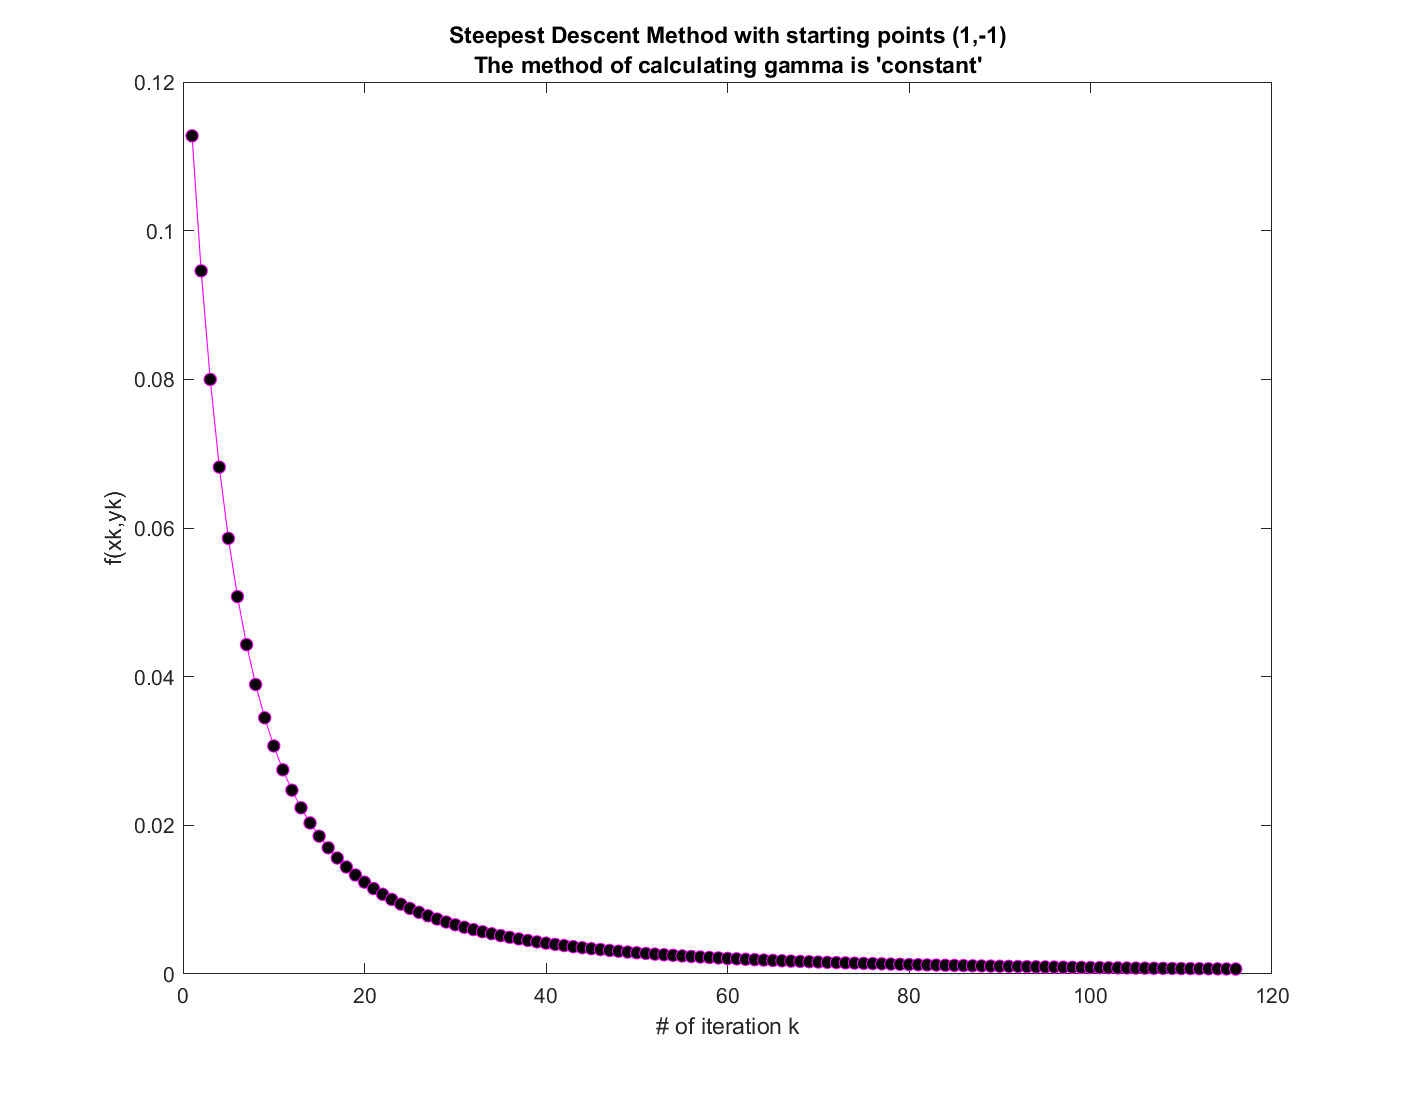 Steepest Descent Method with starting points (1,-1)
The method of calculating gamma is 'constant'
0.12
0.1
0.08
0.06
0.04
0.02
0
f(xk,yk)
0 20 40 60 80 100 120
# of iteration k